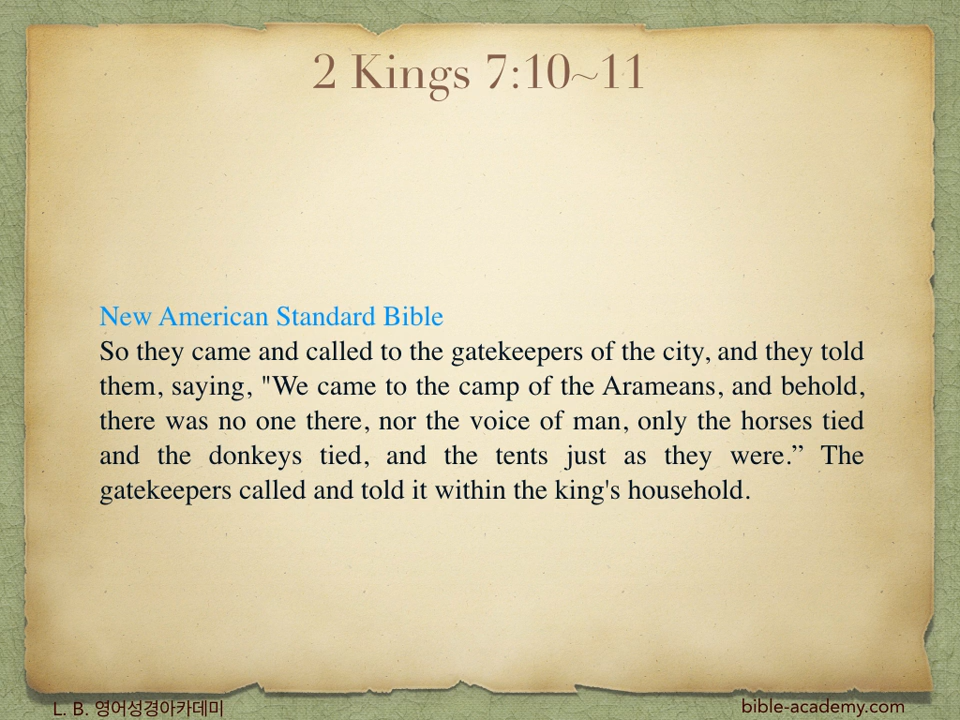 2 Kings 7:10~11
New American Standard Bible
So they came and called to the gatekeepers of the city, and they told
them, saying, "We came to the camp of the Arameans, and behold,
there was no one there, nor the voice of man, only the horses tied
and the donkeys tied, and the tents just as they were.” The
gatekeepers called and told it within the king's household.
L. B. 영어성경아카데미
bible-academy.com